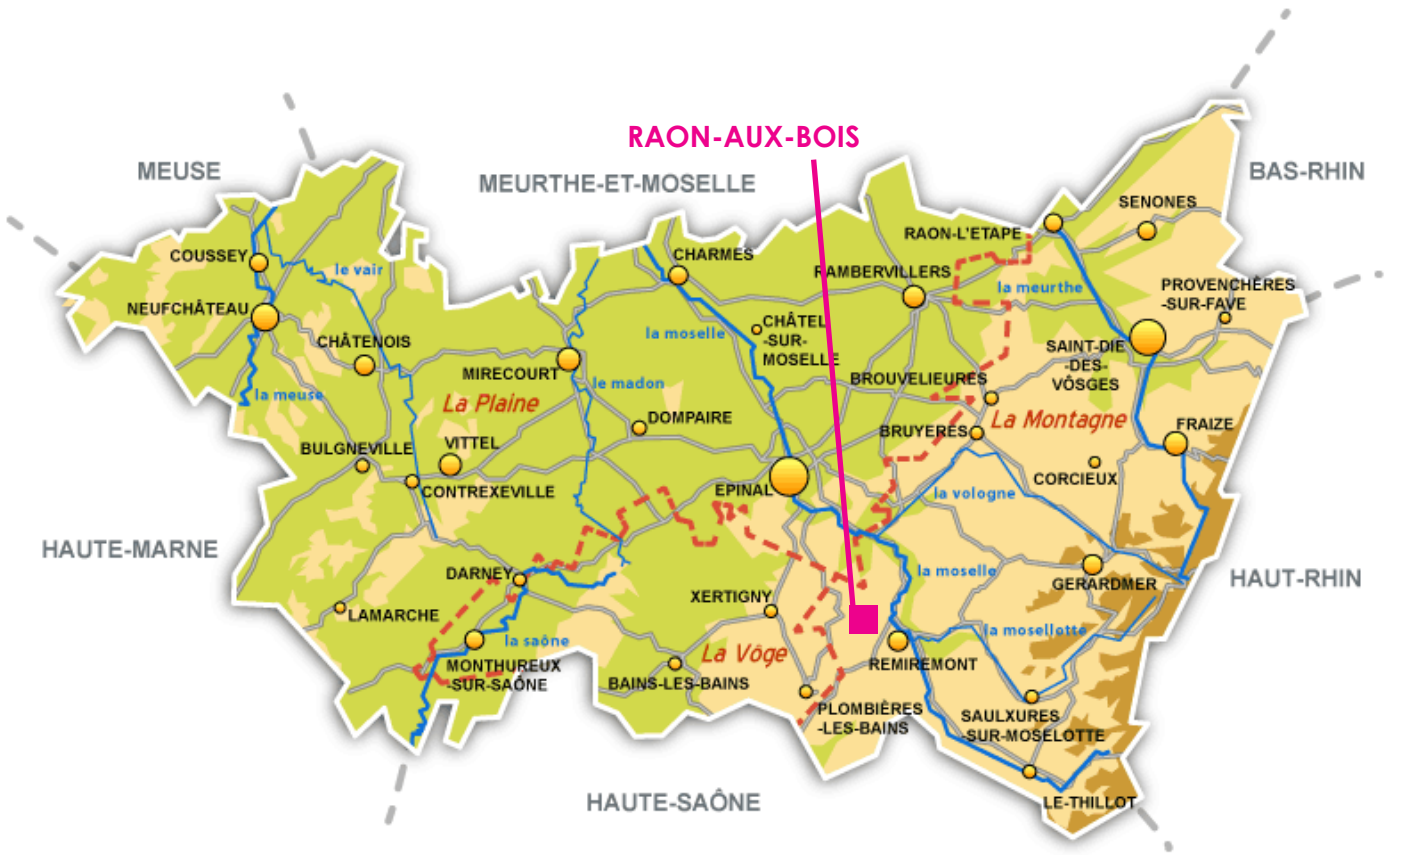 RAON-AUX-BOIS
MEUSE
MEURTHE-ET-MOSELLE
BAS-RHIN
SENONES
RAON-L'ETAPE
COUSSEY
CHARMES
le vair
RAMBERVILLERS
la meurthe
PROVENCHÈRES
-SUR-FAVE
NEUFCHÂTEAU
CHÂTENOIS
la moselle
CHÂTEL
-SUR-
MOSELLE
SAINT-DIE
-DES-
VÔSGES
MIRECOURT
le madon
BROUVELIEURES
la meuse
La Plaine
DOMPAIRE
La Montagne
BRUYERES
FRAIZE
BULGNEVILLE
VITTEL
CONTREXEVILLE
EPINAL
CORCIEUX
la vologne
HAUTE-MARNE
DARNEY
la moselle
GERARDMER
HAUT-RHIN
XERTIGNY
LAMARCHE
la saône
La Vôge
la mosellotte
REMIREMONT
MONTHUREUX
-SUR-SAÔNE
BAINS-LES-BAINS
PLOMBIÈRES
-LES-BAINS
SAULXURES
-SUR-MOSELOTTE
HAUTE-SAÔNE
LE-THILLOT